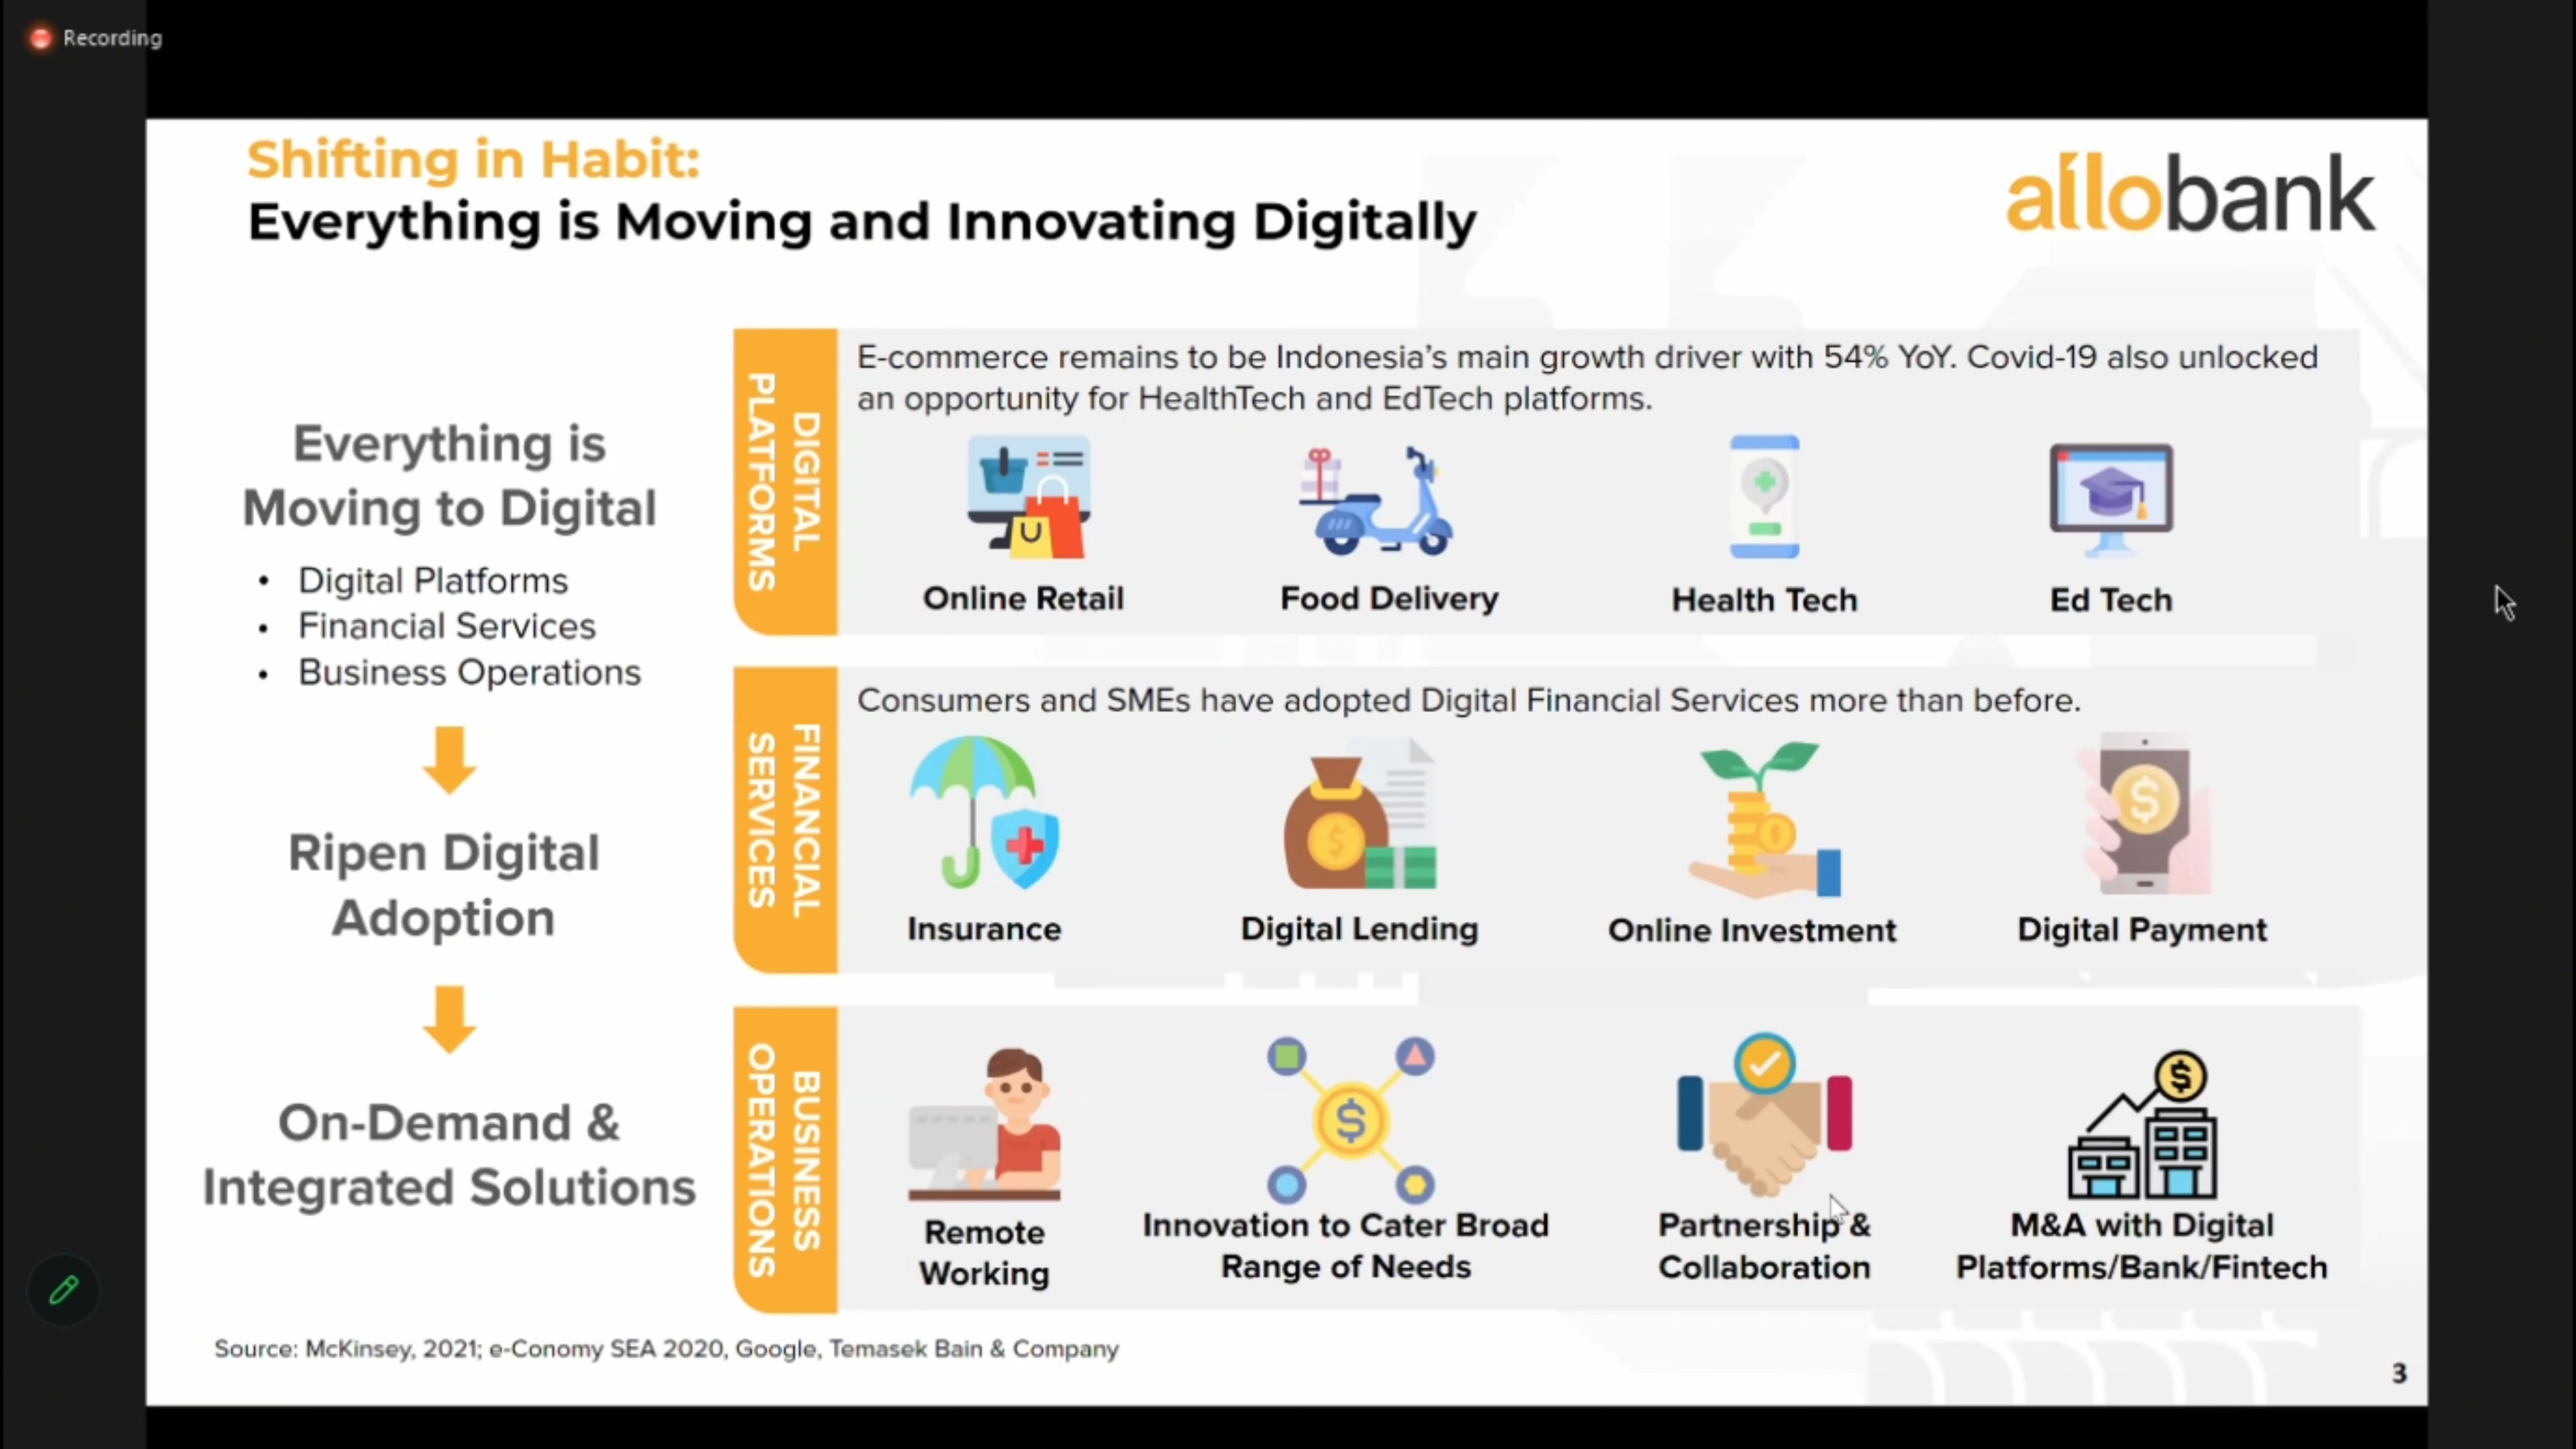 Recording
Shifting in Habit:
Everything is Moving and Innovating Digitally
allobank
Everything is
Moving to Digital
• Digital Platforms
• Financial Services
• Business Operations
Ripen Digital
Adoption
On-Demand &
Integrated Solutions
DIGITAL
PLATFORMS
E-commerce remains to be Indonesia's main growth driver with 54% YoY. Covid-19 also unlocked
an opportunity for HealthTech and EdTech platforms.
Online Retail
Food Delivery
Health Tech
Ed Tech
FINANCIAL
SERVICES
Consumers and SMEs have adopted Digital Financial Services more than before.
Insurance
Digital Lending
Online Investment
Digital Payment
BUSINESS
OPERATIONS
Remote
Working
Innovation to Cater Broad
Range of Needs
Partnership &
Collaboration
M&A with Digital
Platforms/Bank/Fintech
Source: McKinsey, 2021; e-Conomy SEA 2020, Google, Temasek Bain & Company
3